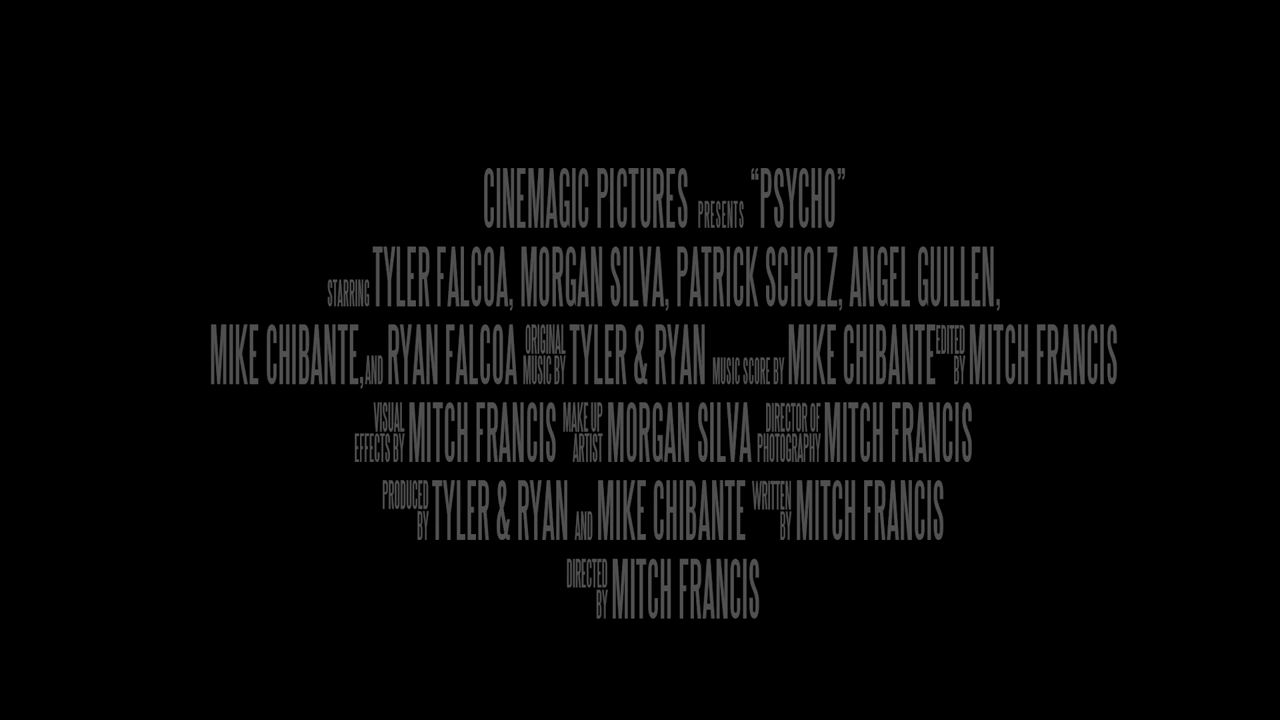 CINEMAGIC PICTURES PRESENTS “PSYCHO”
STARRING TYLER FALCOA, MORGAN SILVA, PATRICK SCHOLZ, ANGEL GUILLEN,
MIKE CHIBANTE, AND RYAN FALCOA ORIGINAL MUSIC BY TYLER & RYAN MUSIC SCORE BY MIKE CHIBANTE EDITED BY MITCH FRANCIS
VISUAL EFFECTS BY MITCH FRANCIS MAKE UP ARTIST MORGAN SILVA DIRECTOR OF PHOTOGRAPHY MITCH FRANCIS
PRODUCED BY TYLER & RYAN AND MIKE CHIBANTE WRITTEN BY MITCH FRANCIS
DIRECTED BY MITCH FRANCIS